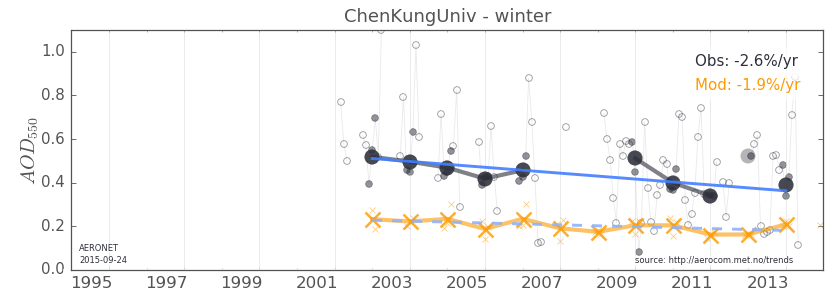 ChenKungUniv - winter
1.0
0.8
0.6
0.4
0.2
0.0
AOD550
Obs: -2.6%/yr
Mod: -1.9%/yr
AERONET
2015-09-24
source: http://aerocom.met.no/trends
1995 1997 1999 2001 2003 2005 2007 2009 2011 2013